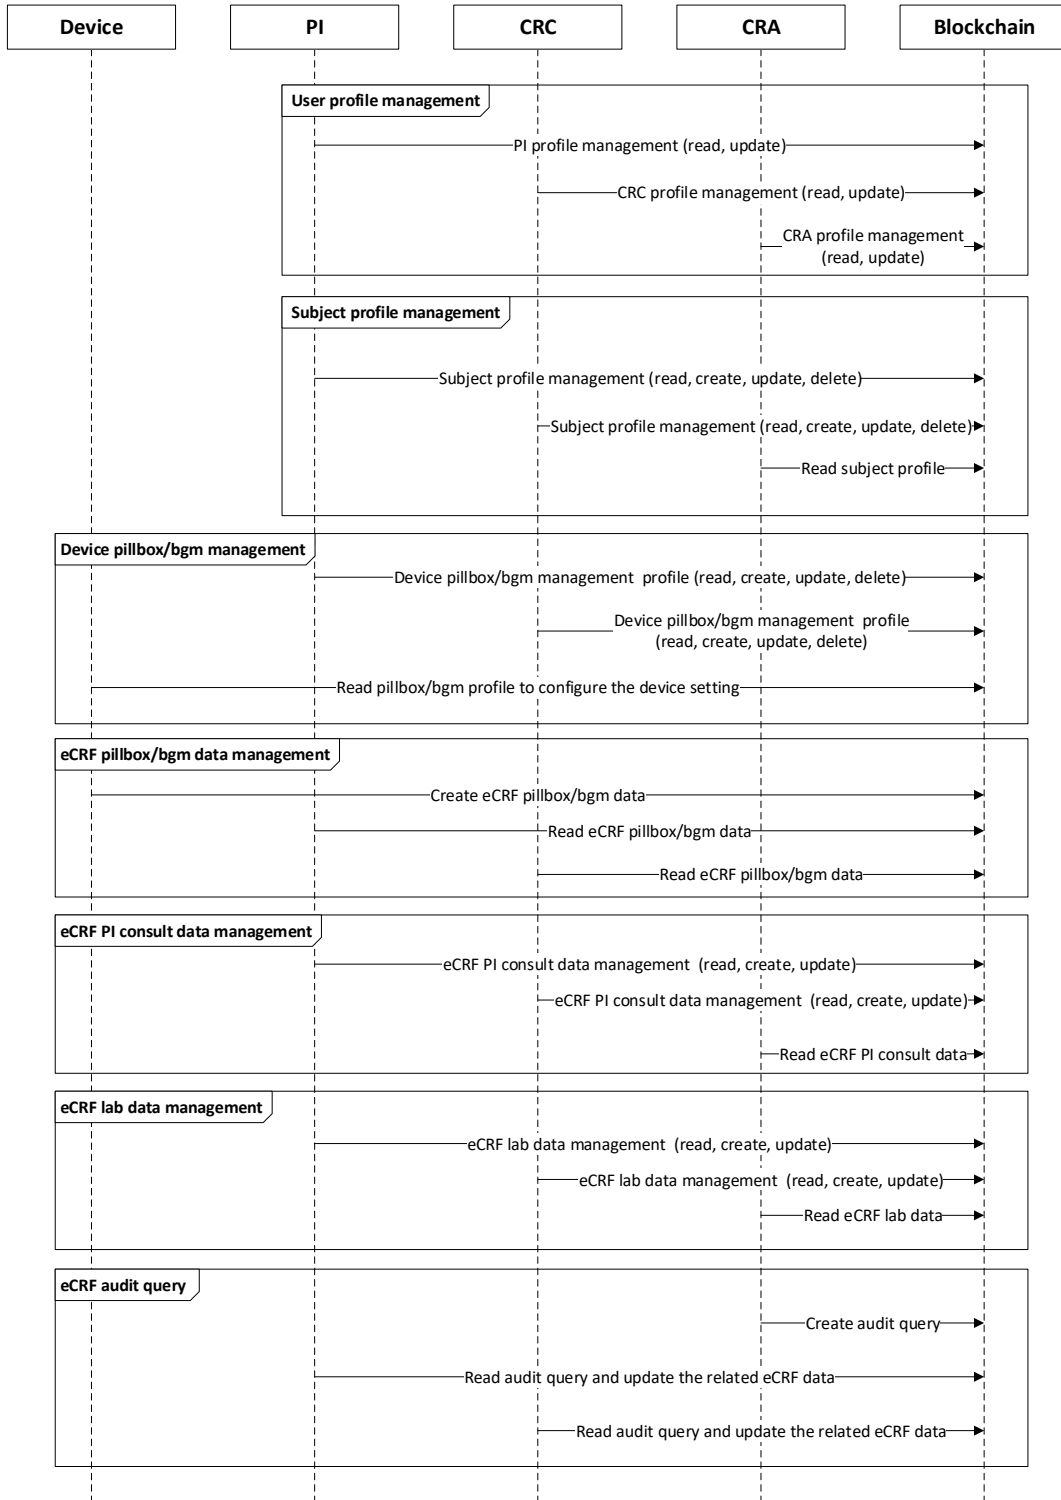 Device
PI
CRC
CRA
Blockchain
User profile management
PI profile management (read, update)
CRC profile management (read, update)
CRA profile management
(read, update)
Subject profile management
Subject profile management (read, create, update, delete)
Subject profile management (read, create, update, delete)
Read subject profile
Device pillbox/bgm management
Device pillbox/bgm management  profile (read, create, update, delete)
Device pillbox/bgm management  profile
(read, create, update, delete)
Read pillbox/bgm profile to configure the device setting
eCRF pillbox/bgm data management
Create eCRF pillbox/bgm data
Read eCRF pillbox/bgm data
Read eCRF pillbox/bgm data
eCRF PI consult data management
eCRF PI consult data management  (read, create, update)
eCRF PI consult data management  (read, create, update)
Read eCRF PI consult data
eCRF lab data management
eCRF lab data management  (read, create, update)
eCRF lab data management  (read, create, update)
Read eCRF lab data
eCRF audit query
Create audit query
Read audit query and update the related eCRF data
Read audit query and update the related eCRF data